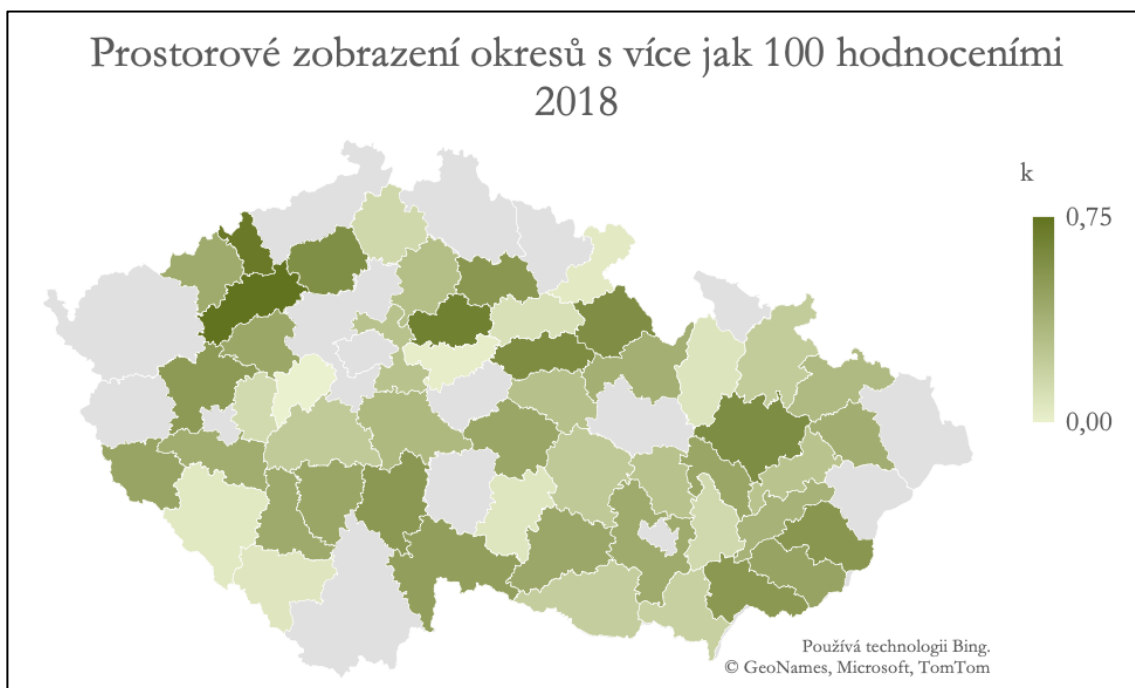 Prostorové zobrazení okresů s více jak 100 hodnoceními
2018
k
0,75
0,00
Používá technologii Bing.
© GeoNames, Microsoft, TomTom